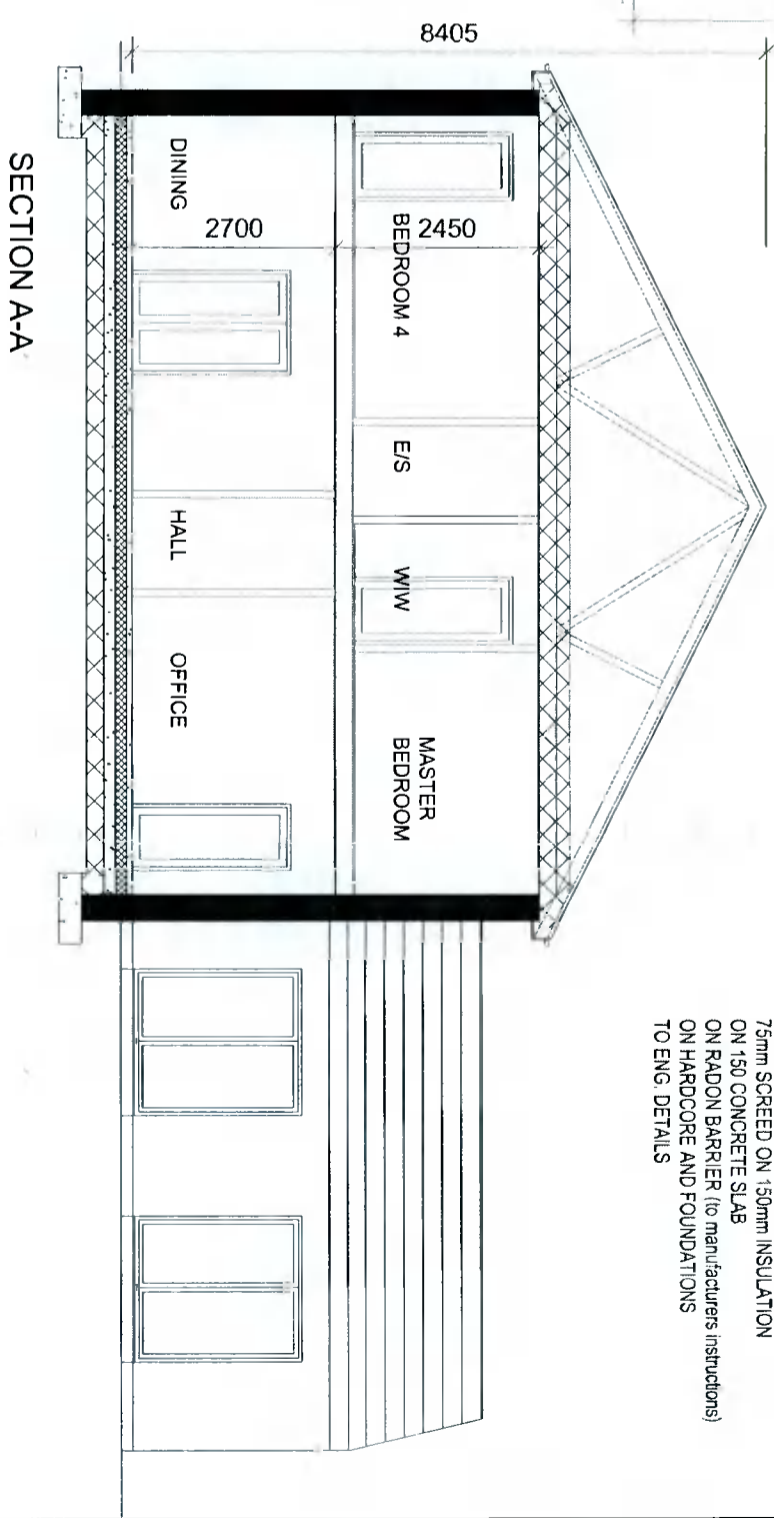 8405
BEDROOM 4
E/S
WIW
MASTER
BEDROOM
2450
DINING
2700
HALL
OFFICE
75mm SCREED ON 150mm INSULATION
ON 150 CONCRETE SLAB
ON RADON BARRIER (to manufacturers instructions)
ON HARDCORE AND FOUNDATIONS
TO ENG. DETAILS
SECTION A-A